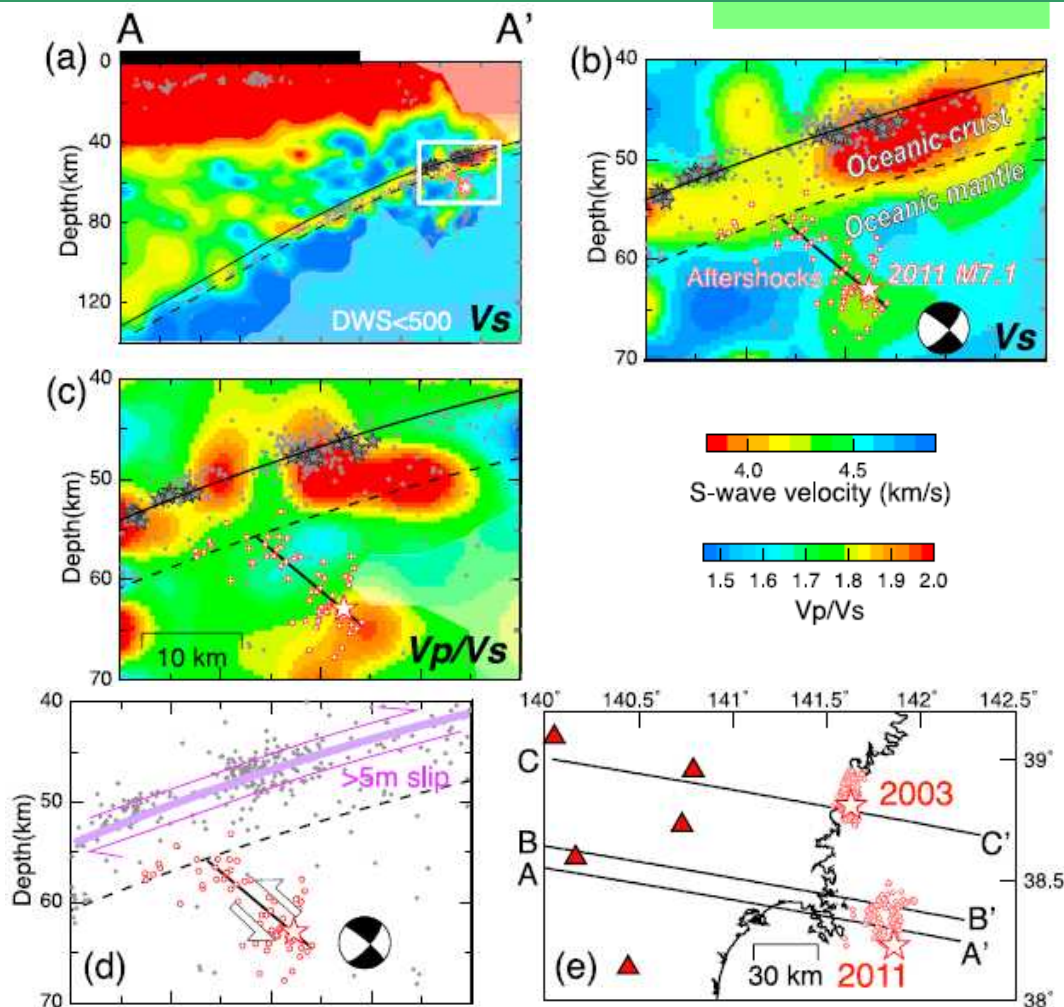 A A'
(a)
0
40
80
120
Depth(km)
DWS<500 Vs
(b)
40
50
60
70
Depth(km)
Oceanic crust
Oceanic mantle
Aftershocks
2011 M7.1
Vs
(c)
40
50
60
70
Depth(km)
10 km
Vp/Vs
4.0 4.5
S-wave velocity (km/s)
1.5 1.6 1.7 1.8 1.9 2.0
Vp/Vs
40
50
60
70
Depth(km)
>5m slip
(d)
140° 140.5° 141° 141.5° 142° 142.5°
39°
38.5°
38°
C
B
A
C'
B'
A'
2003
2011
30 km
(e)